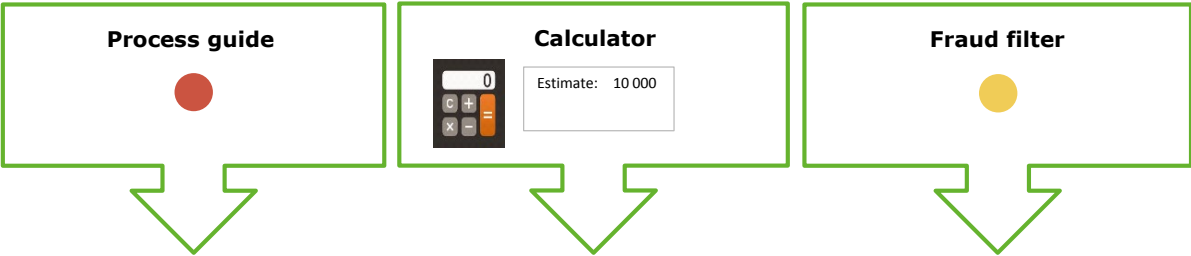 Process guide
Calculator
0
C +
=
x −
Estimate: 10 000
Fraud filter